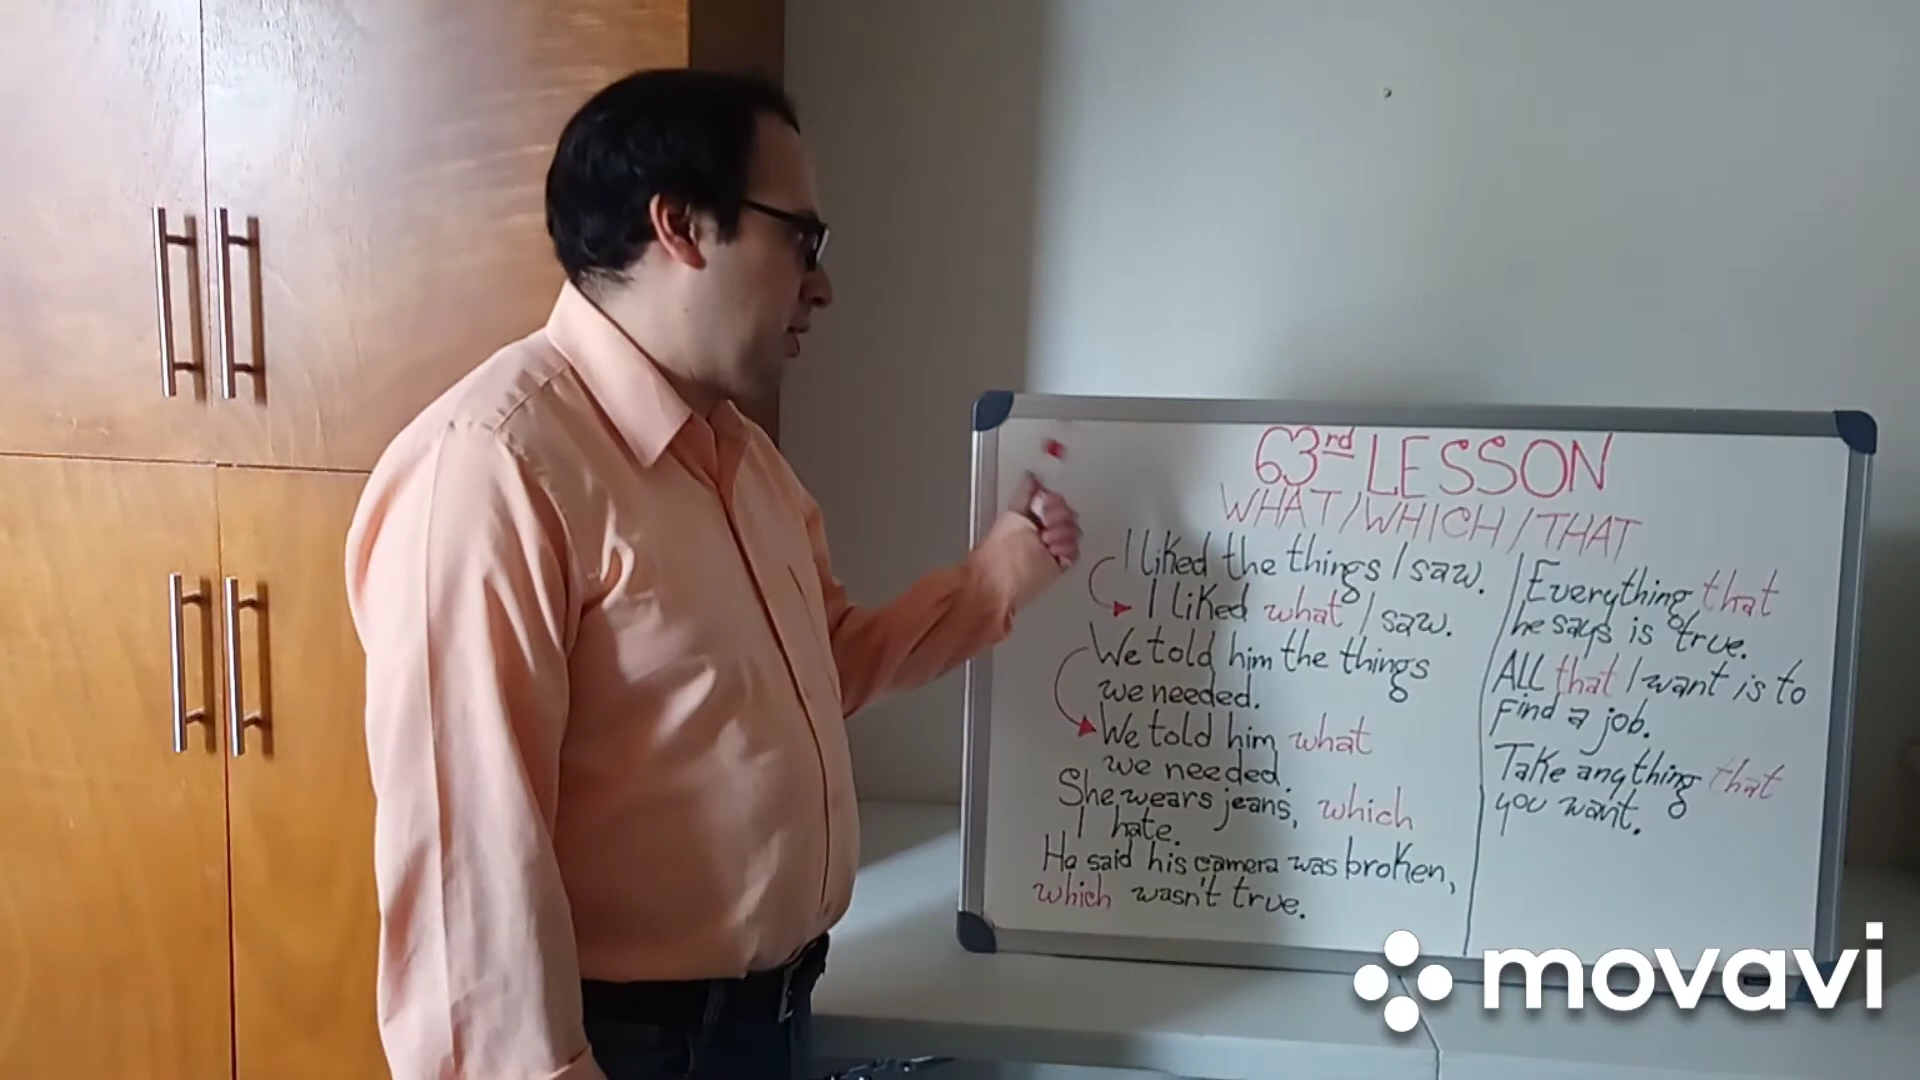 63rd LESSON
WHAT/WHICH/THAT
I liked the things I saw.
I liked what I saw.
We told him the things
we needed.
We told him what
we needed.
She wears jeans, which
I hate.
He said his camera was broken,
which wasn't true.
Everything that
he says is true.
All that I want is to
find a job.
Take anything that
you want.
movavi